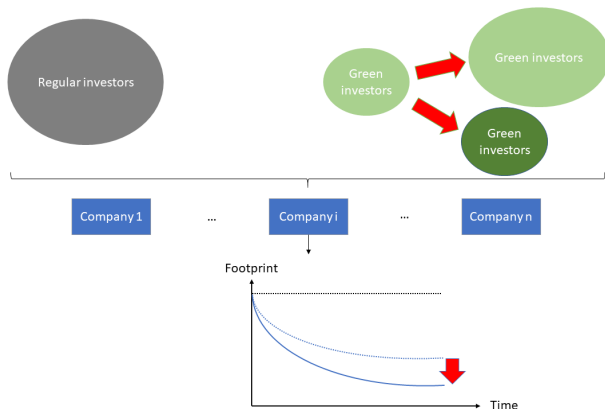 Regular investors
Green
investors
Green investors
Green
investors
Company 1
...
Company i
...
Company n
Footprint
Time